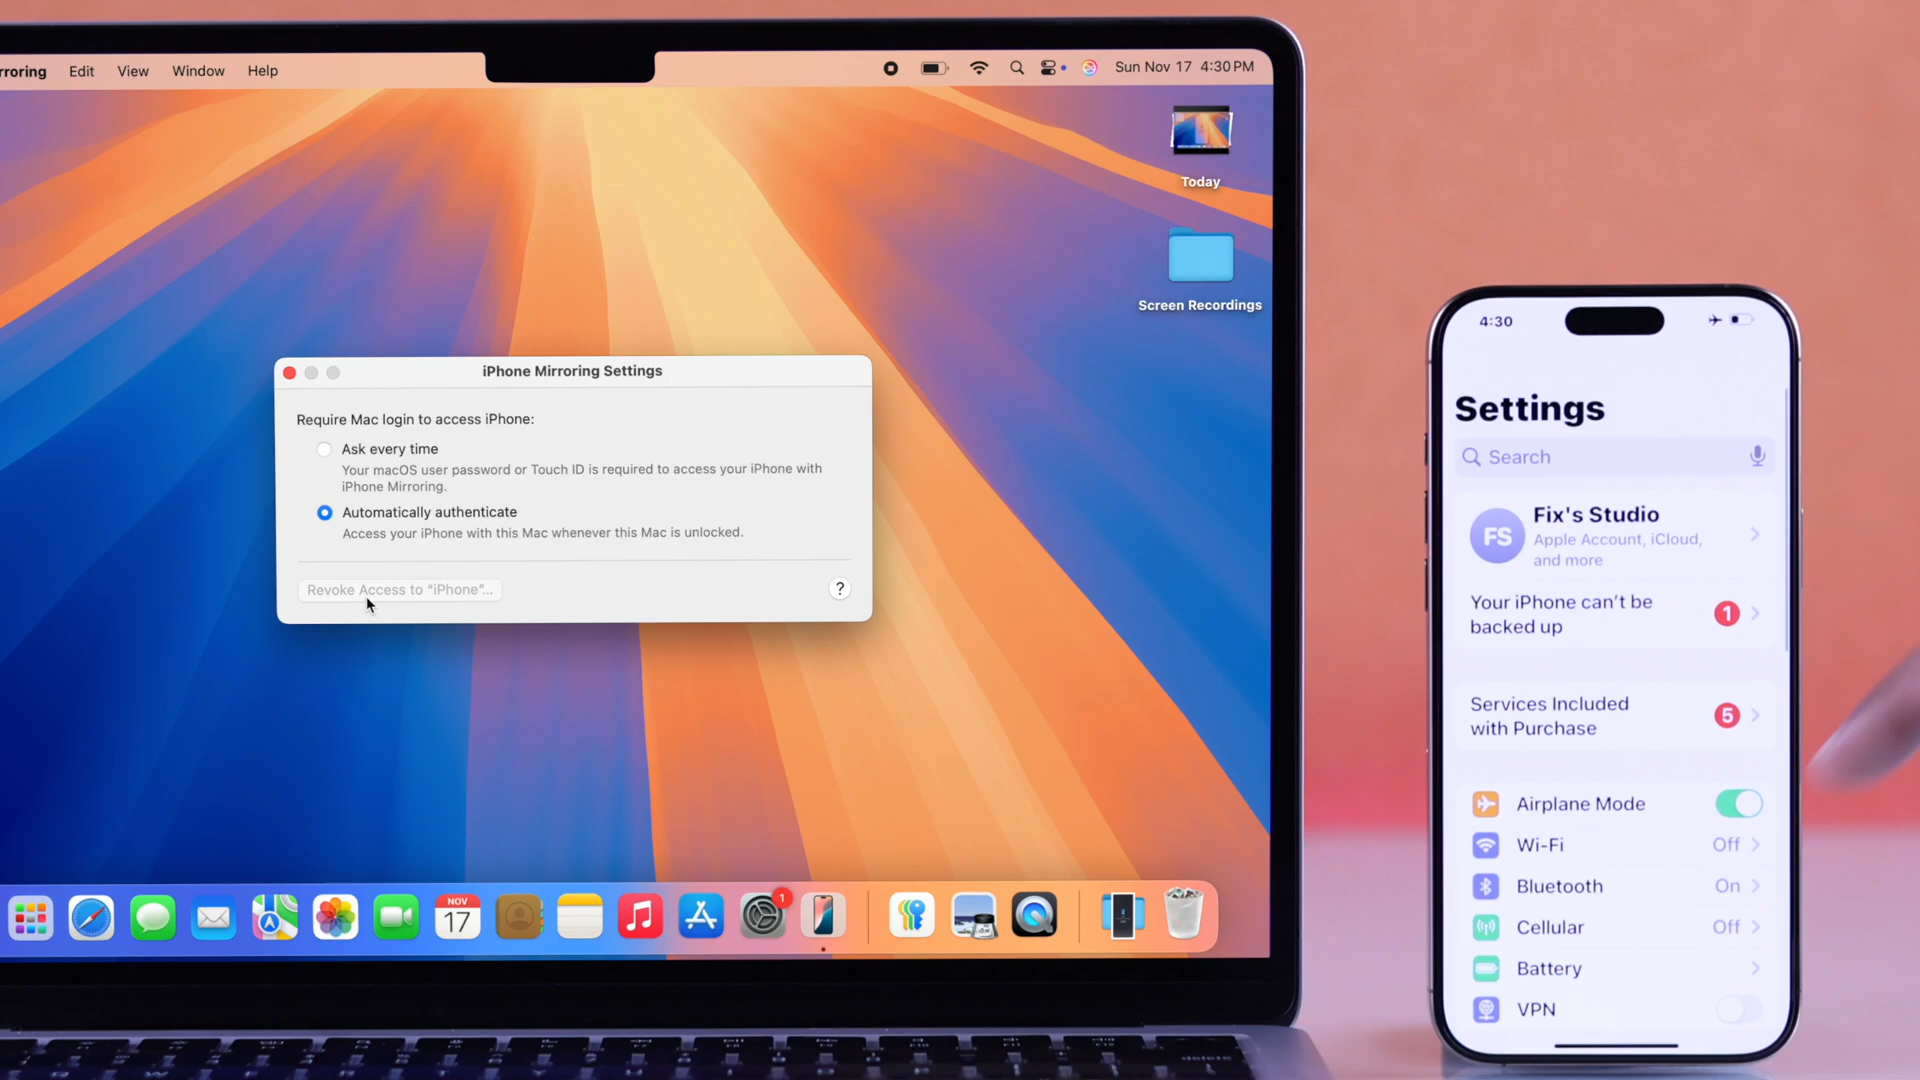 rroring Edit View Window Help
Sun Nov 17 4:30 PM
Today
Screen Recordings
iPhone Mirroring Settings
Require Mac login to access iPhone:
Ask every time
Your macOS user password or Touch ID is required to access your iPhone with
iPhone Mirroring.
Automatically authenticate
Access your iPhone with this Mac whenever this Mac is unlocked.
Revoke Access to “iPhone”...
?
NOV
17
1
4:30
Settings
Search
FS
Fix's Studio
Apple Account, iCloud,
and more
Your iPhone can’t be
backed up
1
Services Included
with Purchase
5
Airplane Mode
Wi-Fi Off
Bluetooth On
Cellular Off
Battery
VPN
delete